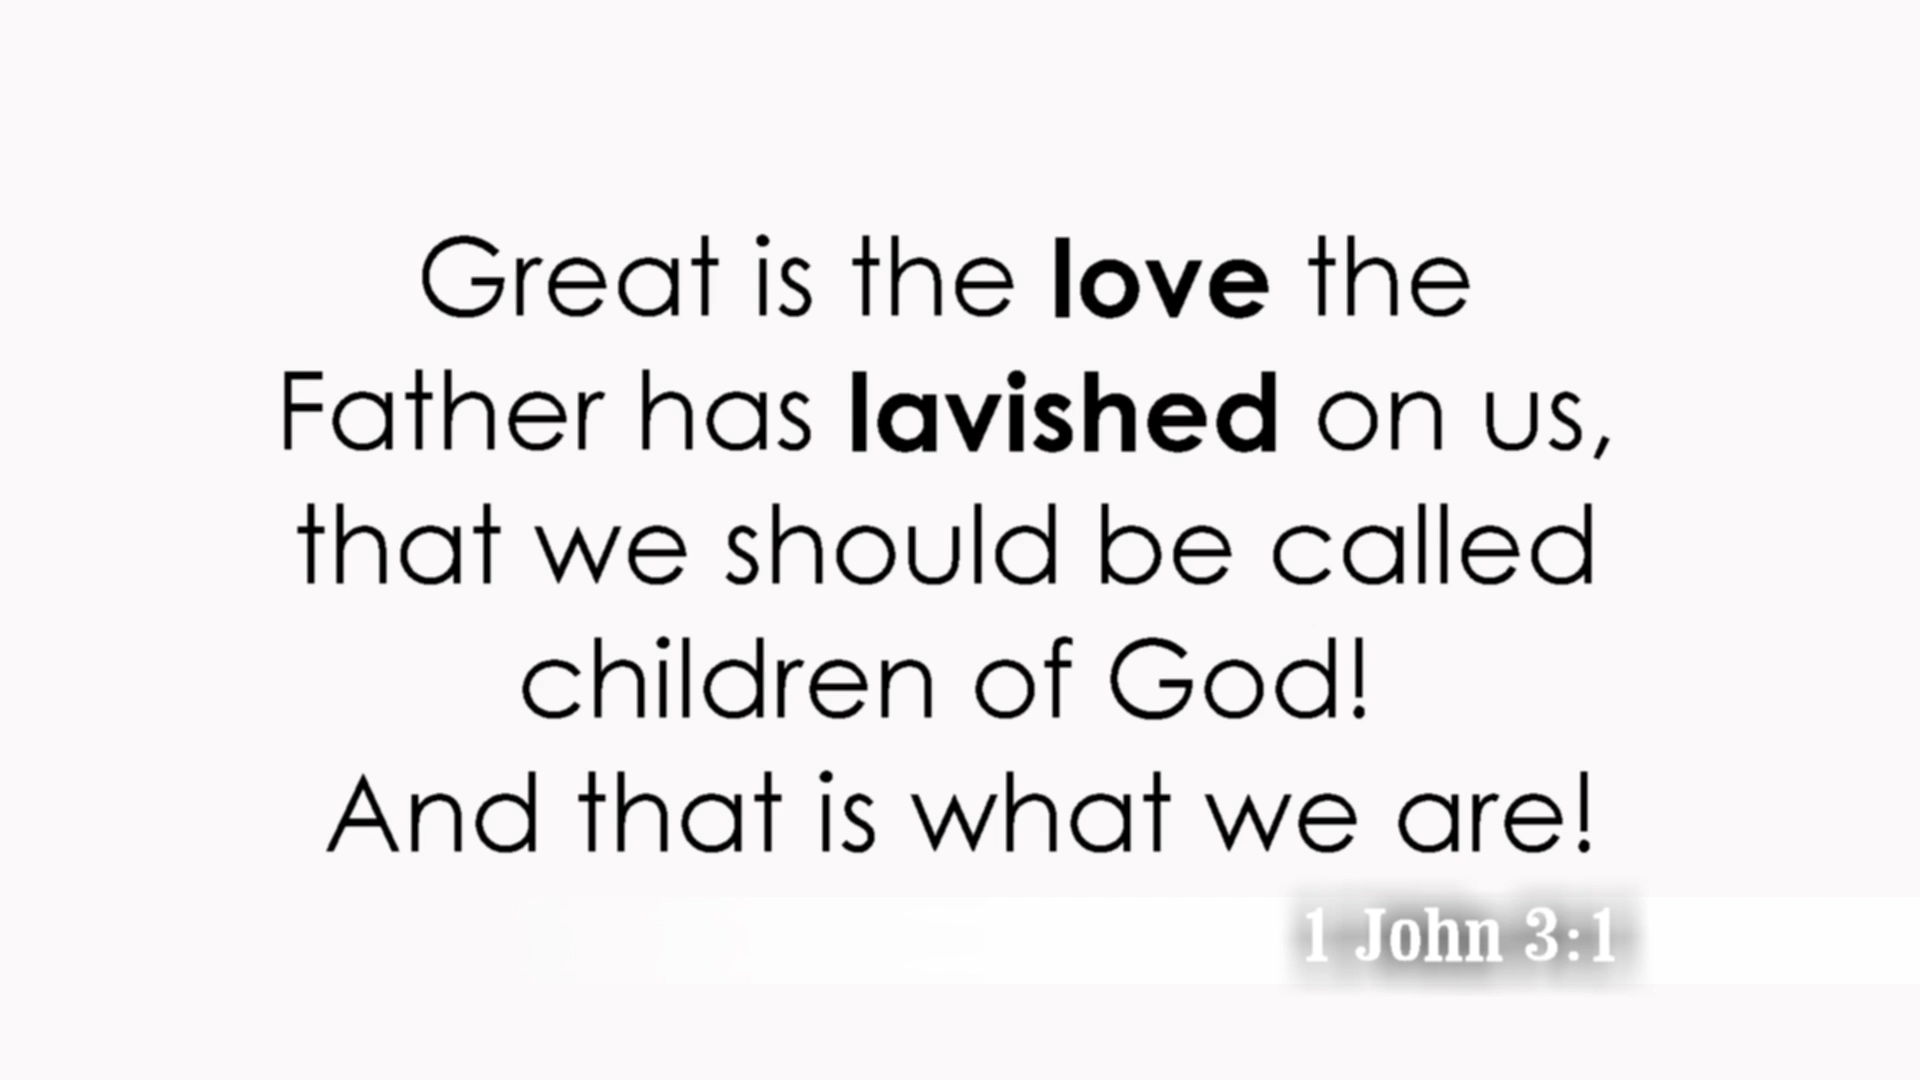 Great is the love the
Father has lavished on us,
that we should be called
children of God!
And that is what we are!
1 John 3:1